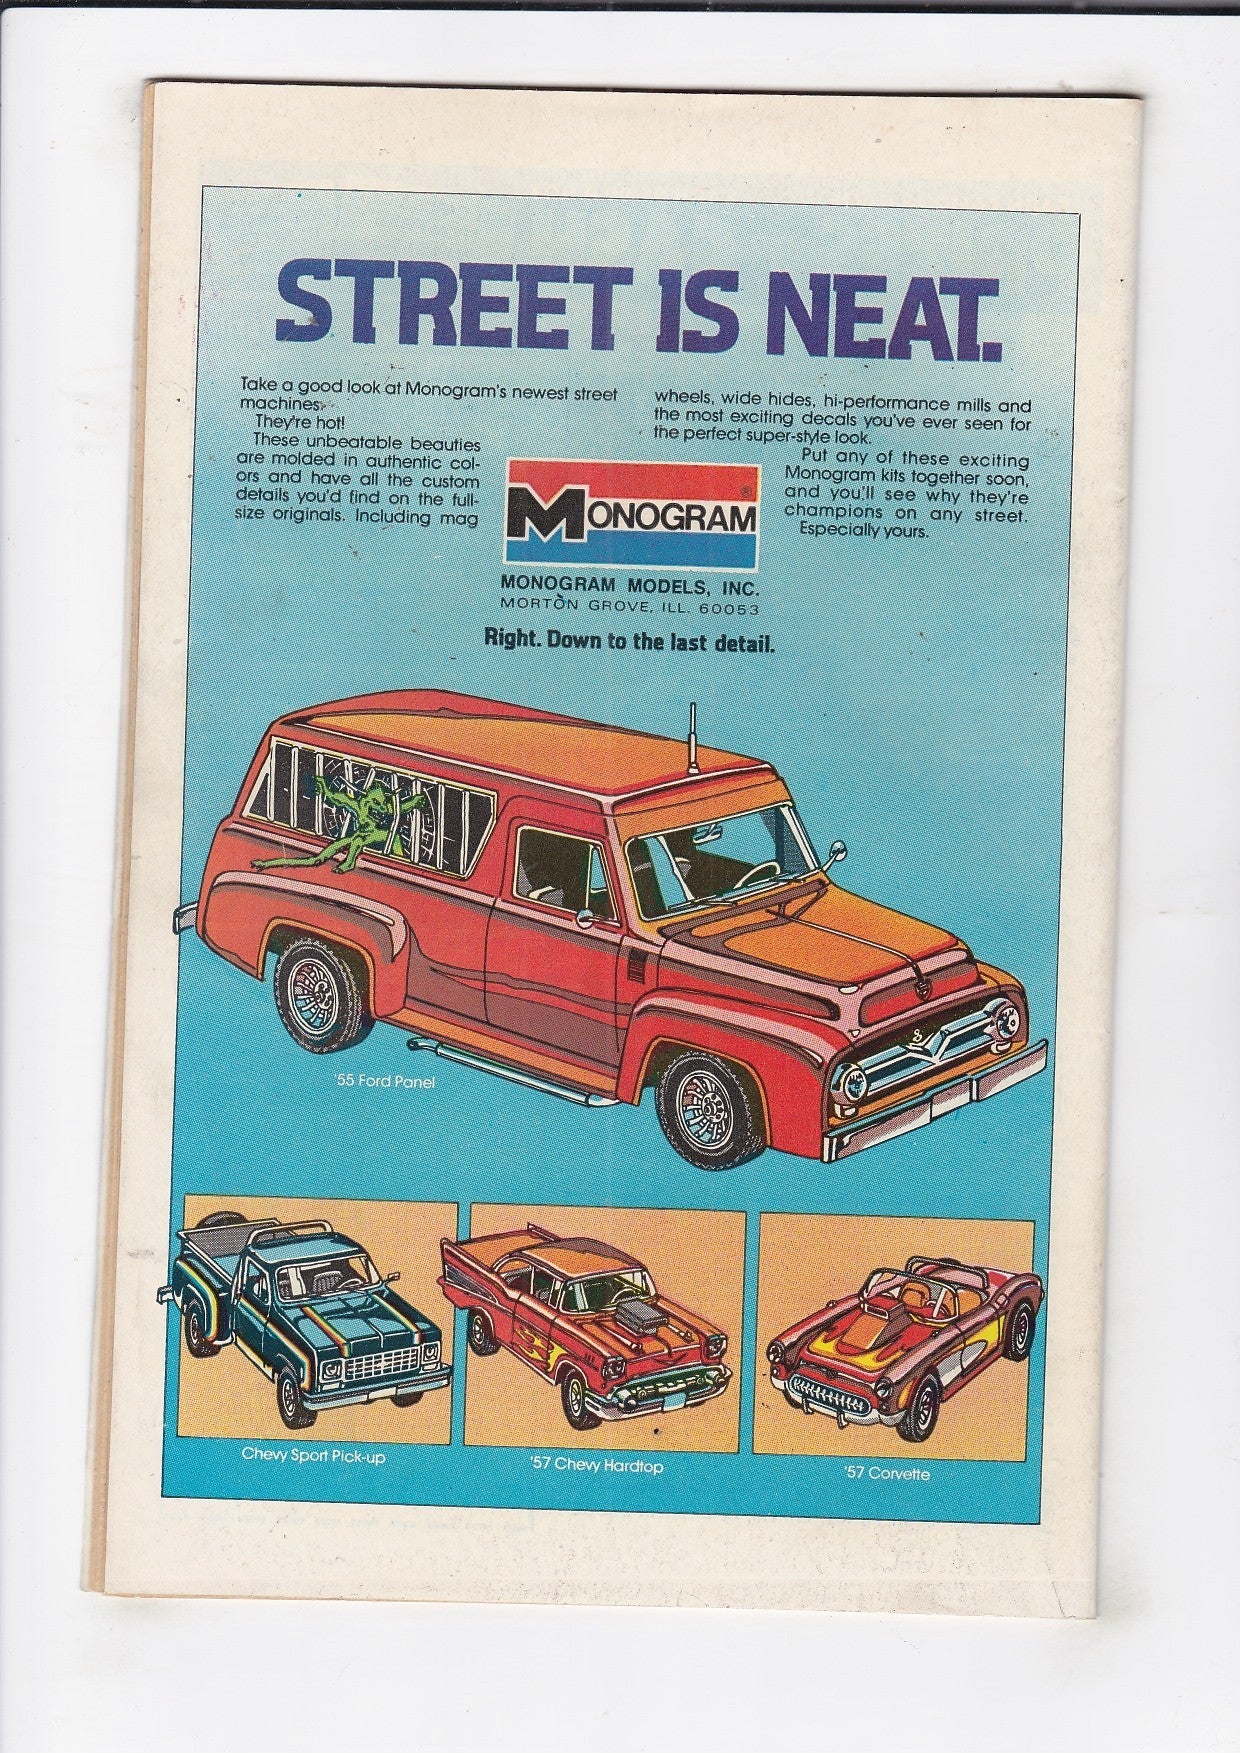 STREET IS NEAT.
Take a good look at Monogram's newest street
machines.
They're hot!
These unbeatable beauties
are molded in authentic col-
ors and have all the custom
details you'd find on the full-
size originals. Including mag
wheels, wide hides, hi-performance mills and
the most exciting decals you've ever seen for
the perfect super-style look.
Put any of these exciting
Monogram kits together soon,
and you'll see why they're
champions on any street.
Especially yours.
MONOGRAM ®
MONOGRAM MODELS, INC.
MORTON GROVE, ILL. 60053
Right. Down to the last detail.
'55 Ford Panel
Chevy Sport Pick-up
'57 Chevy Hardtop
'57 Corvette